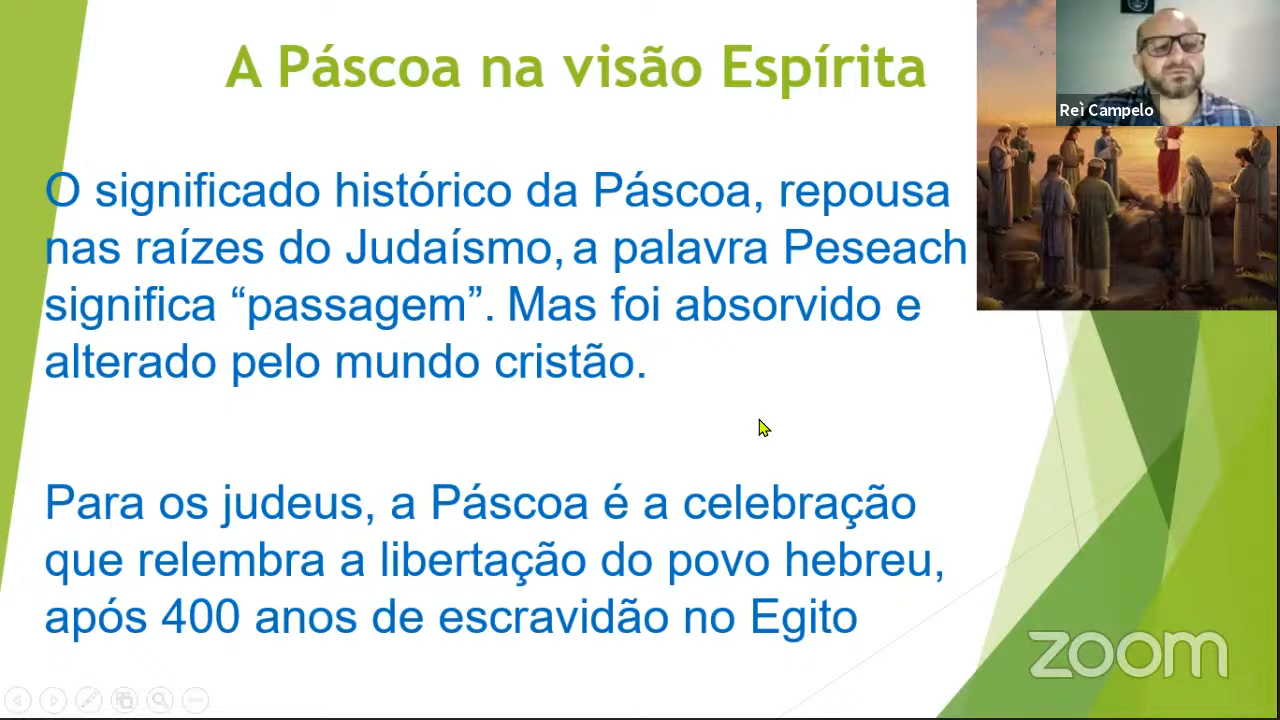 A Páscoa na visão Espírita
Reì Campelo
O significado histórico da Páscoa, repousa
nas raízes do Judaísmo, a palavra Peseach
significa “passagem”. Mas foi absorvido e
alterado pelo mundo cristão.
Para os judeus, a Páscoa é a celebração
que relembra a libertação do povo hebreu,
após 400 anos de escravidão no Egito
zoom